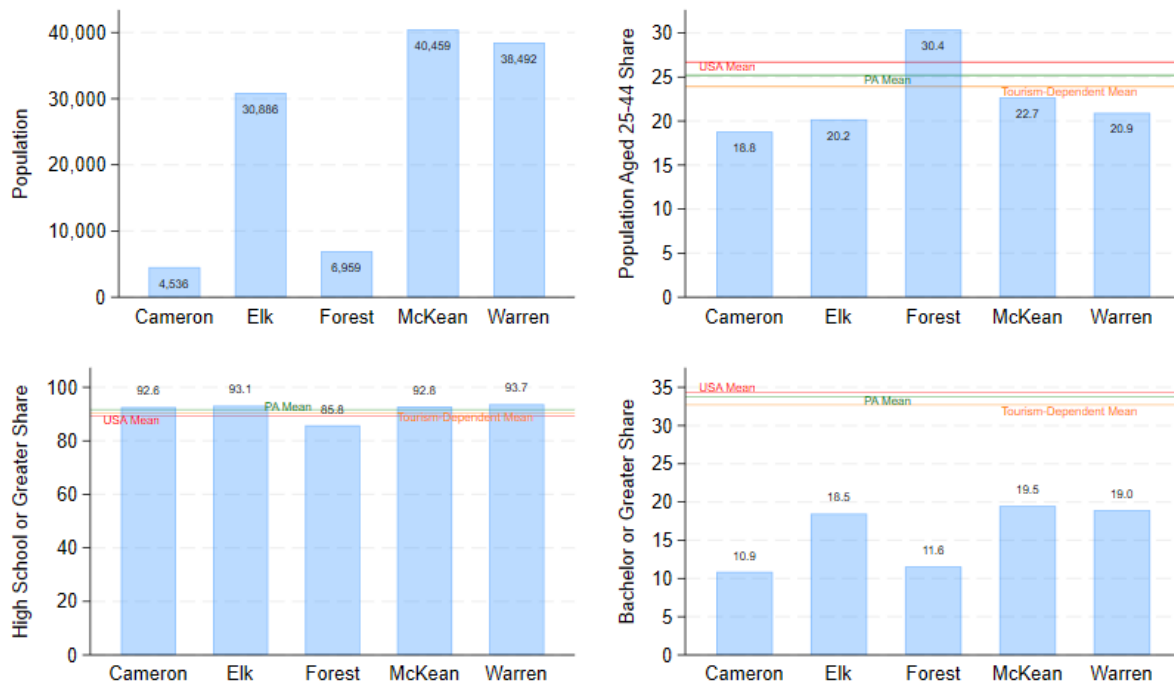 Population
40,000
30,000
20,000
10,000
0
4,536
30,886
6,959
40,459
38,492
Cameron Elk Forest McKean Warren
Population Aged 25-44 Share
30
25
20
15
10
5
0
USA Mean
PA Mean
Tourism-Dependent Mean
18.8
20.2
30.4
22.7
20.9
Cameron Elk Forest McKean Warren
High School or Greater Share
100
80
60
40
20
0
92.6
93.1
85.8
92.8
93.7
PA Mean
USA Mean
Tourism-Dependent Mean
Cameron Elk Forest McKean Warren
Bachelor or Greater Share
35
30
25
20
15
10
5
0
USA Mean
PA Mean
Tourism-Dependent Mean
10.9
18.5
11.6
19.5
19.0
Cameron Elk Forest McKean Warren